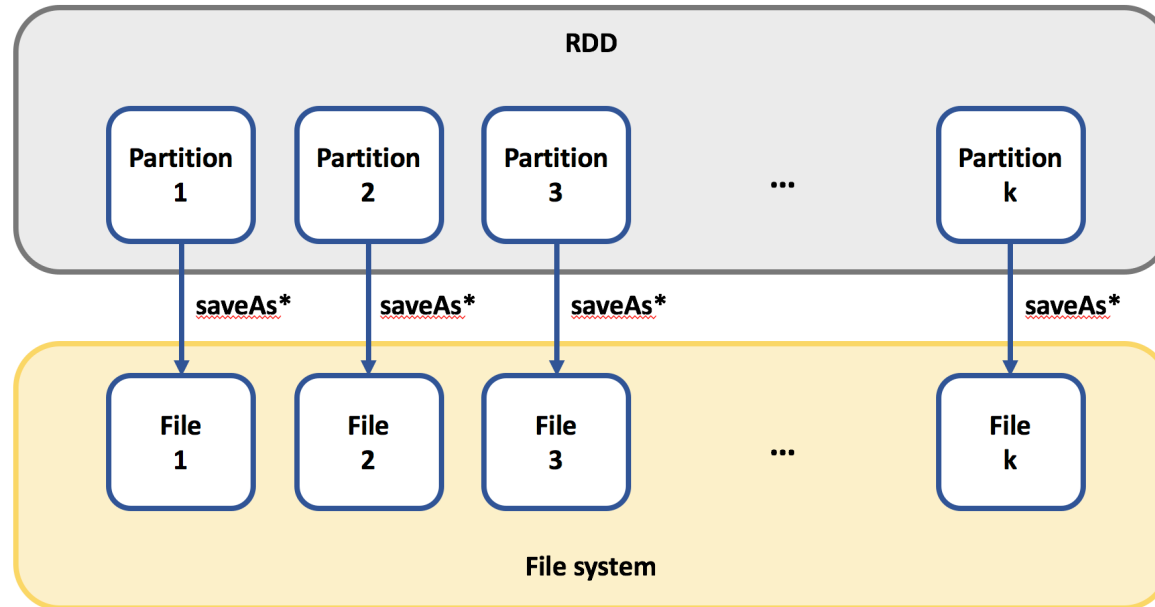 RDD
Partition
1
Partition
2
Partition
3
...
Partition
k
saveAs*
saveAs*
saveAs*
saveAs*
File
1
File
2
File
3
...
File
k
File system